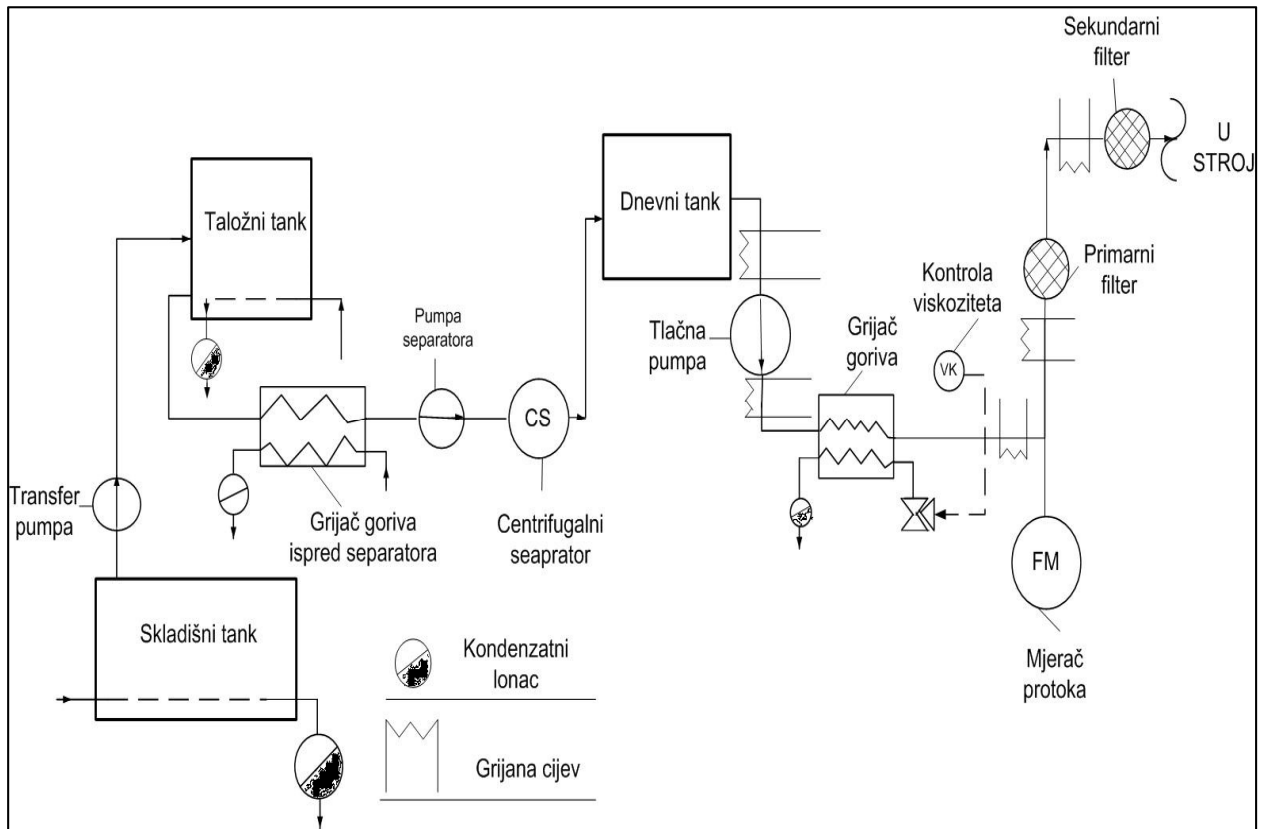 Sekundarni
filter
U
STROJ
Taložni tank
Dnevni tank
Kontrola
viskoziteta
Primarni
filter
Pumpa
separatora
Tlačna
pumpa
Grijač
goriva
VK
CS
Transfer
pumpa
Grijač goriva
ispred separatora
Centrifugalni
seaprator
FM
Skladišni tank
Kondenzatni
lonac
Mjerač
protoka
Grijana cijev